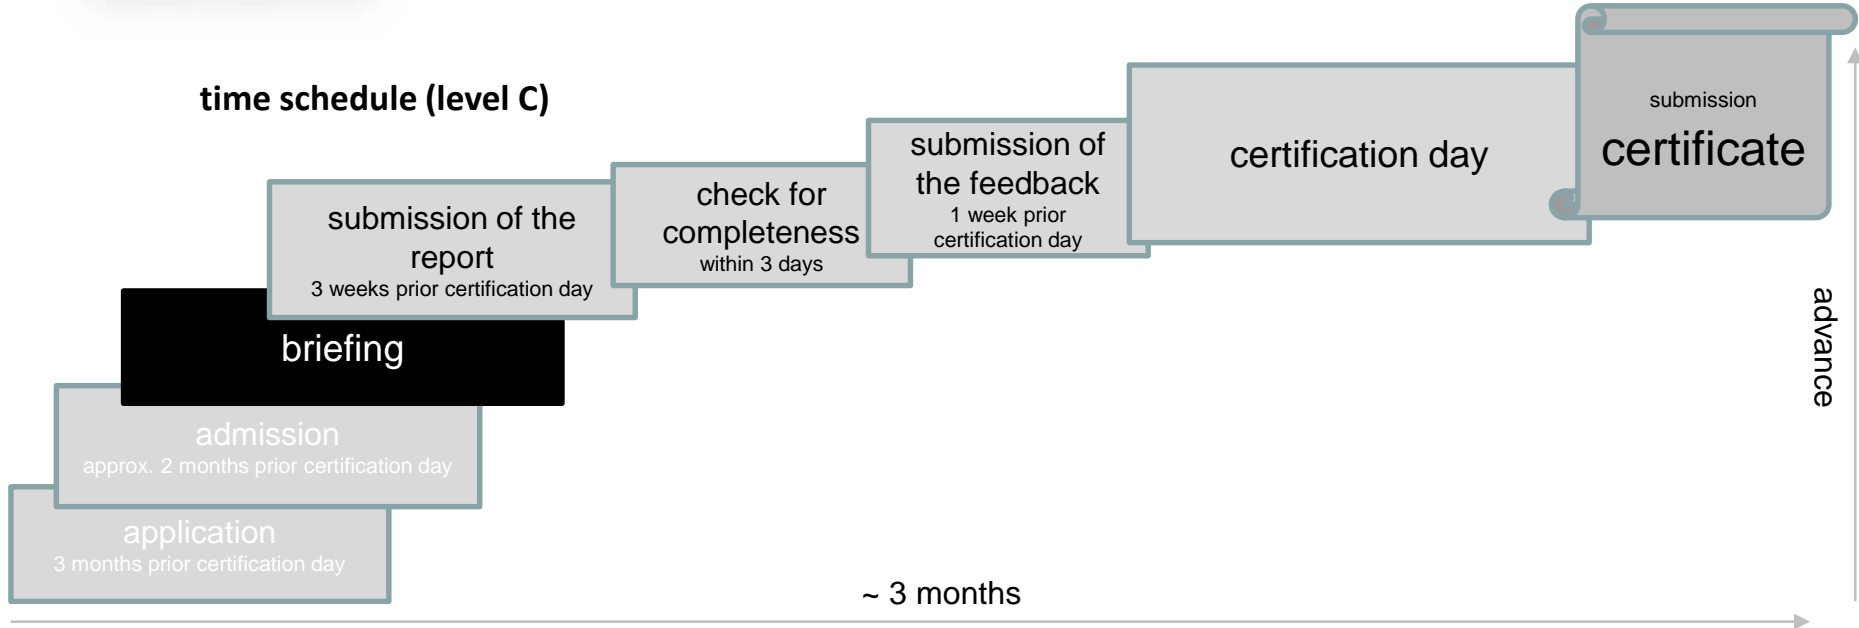 time schedule (level C)
submission
certificate
certification day
submission of
the feedback
1 week prior
certification day
check for
completeness
within 3 days
submission of the
report
3 weeks prior certification day
briefing
admission
approx. 2 months prior certification day
application
3 months prior certification day
~ 3 months
advance